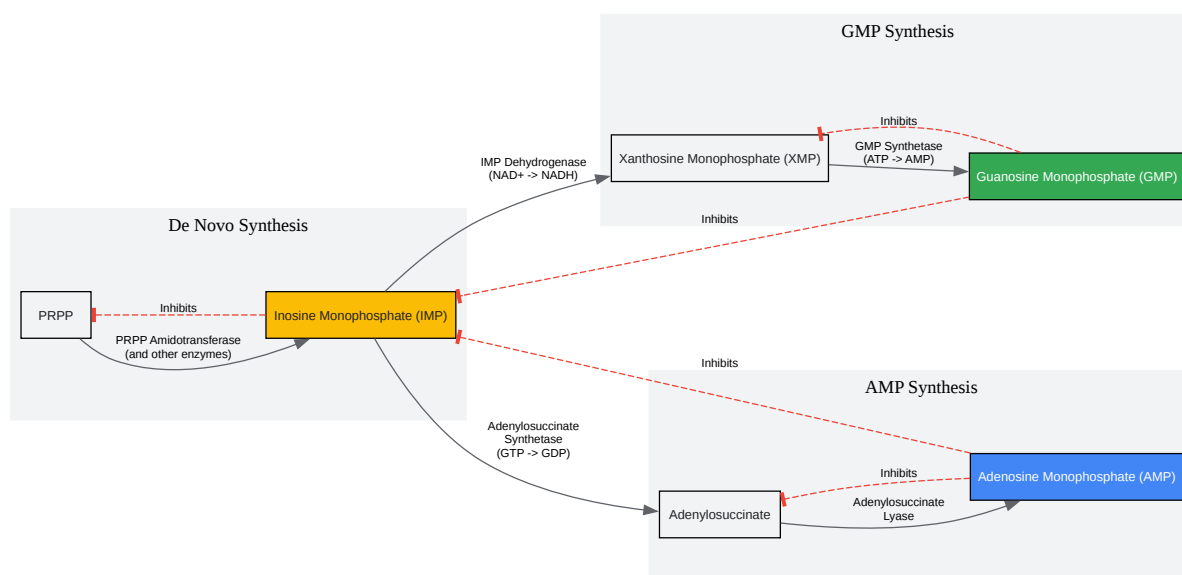 GMP Synthesis
Inhibits
Xanthosine Monophosphate (XMP)
GMP Synthetase
(ATP -> AMP)
Guanosine Monophosphate (GMP)
IMP Dehydrogenase
(NAD+ -> NADH)
Inhibits
De Novo Synthesis
PRPP
Inhibits
Inosine Monophosphate (IMP)
PRPP Amidotransferase
(and other enzymes)
Inhibits
AMP Synthesis
Adenylosuccinate
Synthetase
(GTP -> GDP)
Inhibits
Adenosine Monophosphate (AMP)
Adenylosuccinate
Adenylosuccinate
Lyase